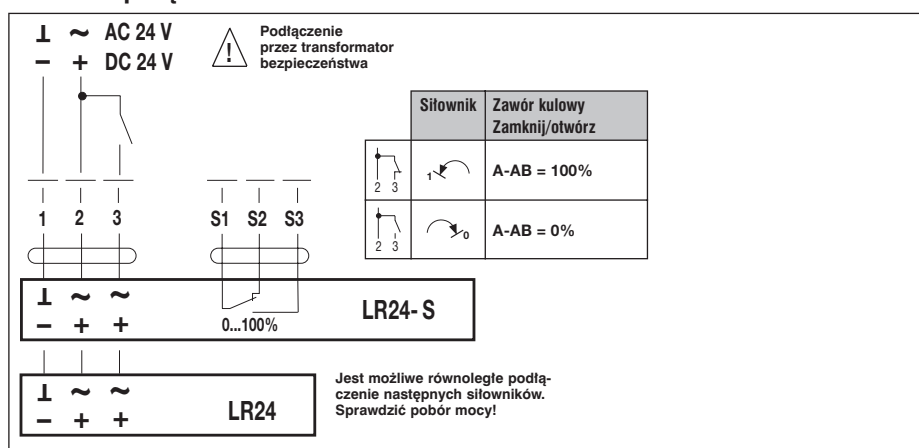 ⊥ ~ AC 24 V
– + DC 24 V
!
Podłączenie
przez transformator
bezpieczeństwa
Siłownik Zawór kulowy
Zamknij/otwórz
2 3 1 A-AB = 100%
2 3 0 A-AB = 0%
1 2 3 S1 S2 S3
⊥ ~ ~
– + +
0...100%
LR24-S
⊥ ~ ~
– + +
LR24
Jest możliwe równoległe podłą-
czenie następnych siłowników.
Sprawdzić pobór mocy!